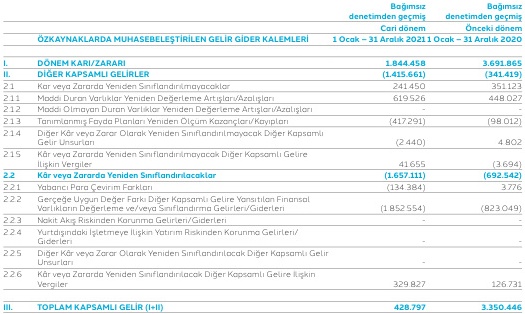 Bağımsız Bağımsız
denetimden geçmiş denetimden geçmiş
Cari dönem Önceki dönem
ÖZKAYNAKLARDA MUHASEBELEŞTİRİLEN GELİR GİDER KALEMLERİ 1 Ocak – 31 Aralık 2021 1 Ocak – 31 Aralık 2020
I. DÖNEM KARI/ZARARI 1.844.458 3.691.865
II. DİĞER KAPSAMLI GELİRLER (1.415.661) (341.419)
2.1 Kar veya Zararda Yeniden Sınıflandırılmayacaklar 241.450 351.123
2.1.1 Maddi Duran Varlıklar Yeniden Değerleme Artışları/Azalışları 619.526 448.027
2.1.2 Maddi Olmayan Duran Varlıklar Yeniden Değerleme Artışları/Azalışları - -
2.1.3 Tanımlanmış Fayda Planları Yeniden Ölçüm Kazançları/Kayıpları (417.291) (98.012)
2.1.4 Diğer Kâr veya Zarar Olarak Yeniden Sınıflandırılmayacak Diğer Kapsamlı
Gelir Unsurları (2.440) 4.802
2.1.5 Kâr veya Zararda Yeniden Sınıflandırılmayacak Diğer Kapsamlı Gelire
İlişkin Vergiler 41.655 (3.694)
2.2 Kâr veya Zararda Yeniden Sınıflandırılacaklar (1.657.111) (692.542)
2.2.1 Yabancı Para Çevirim Farkları (134.384) 3.776
2.2.2 Gerçeğe Uygun Değer Farkı Diğer Kapsamlı Gelire Yansıtılan Finansal
Varlıkların Değerleme ve/veya Sınıflandırma Gelirleri/Giderleri (1.852.554) (823.049)
2.2.3 Nakit Akış Riskinden Korunma Gelirleri/Giderleri - -
2.2.4 Yurtdışındaki İşletmeye İlişkin Yatırım Riskinden Korunma Gelirleri/
Giderleri - -
2.2.5 Diğer Kâr veya Zarar Olarak Yeniden Sınıflandırılacak Diğer Kapsamlı Gelir
Unsurları - -
2.2.6 Kâr veya Zararda Yeniden Sınıflandırılacak Diğer Kapsamlı Gelire İlişkin
Vergiler 329.827 126.731
III. TOPLAM KAPSAMLI GELİR (I+II) 428.797 3.350.446